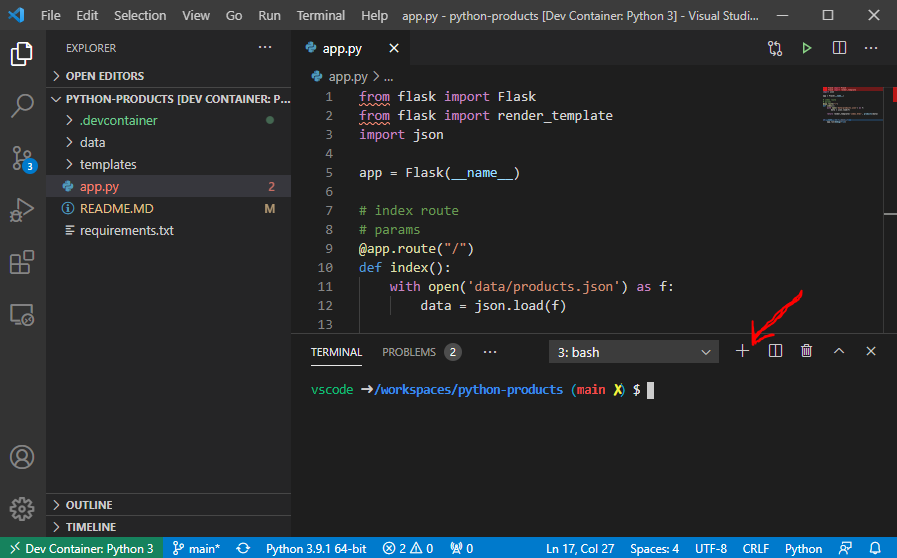 File Edit Selection View Go Run Terminal Help app.py - python-products [Dev Container: Python 3] - Visual Studi...
EXPLORER ...
OPEN EDITORS
PYTHON-PRODUCTS [DEV CONTAINER: P...
.devcontainer
data
templates
app.py 2
README.MD M
requirements.txt
3
OUTLINE
TIMELINE
app.py
app.py > ...
1 from flask import Flask
2 from flask import render_template
3 import json
4
5 app = Flask(__name__)
6
7 # index route
8 # params
9 @app.route("/")
10 def index():
11 with open('data/products.json') as f:
12 data = json.load(f)
13
TERMINAL PROBLEMS 2 ... 3: bash
vscode ➜/workspaces/python-products (main ✗) $
Dev Container: Python 3 main* Python 3.9.1 64-bit 2 0 0 Ln 17, Col 27 Spaces: 4 UTF-8 CRLF Python